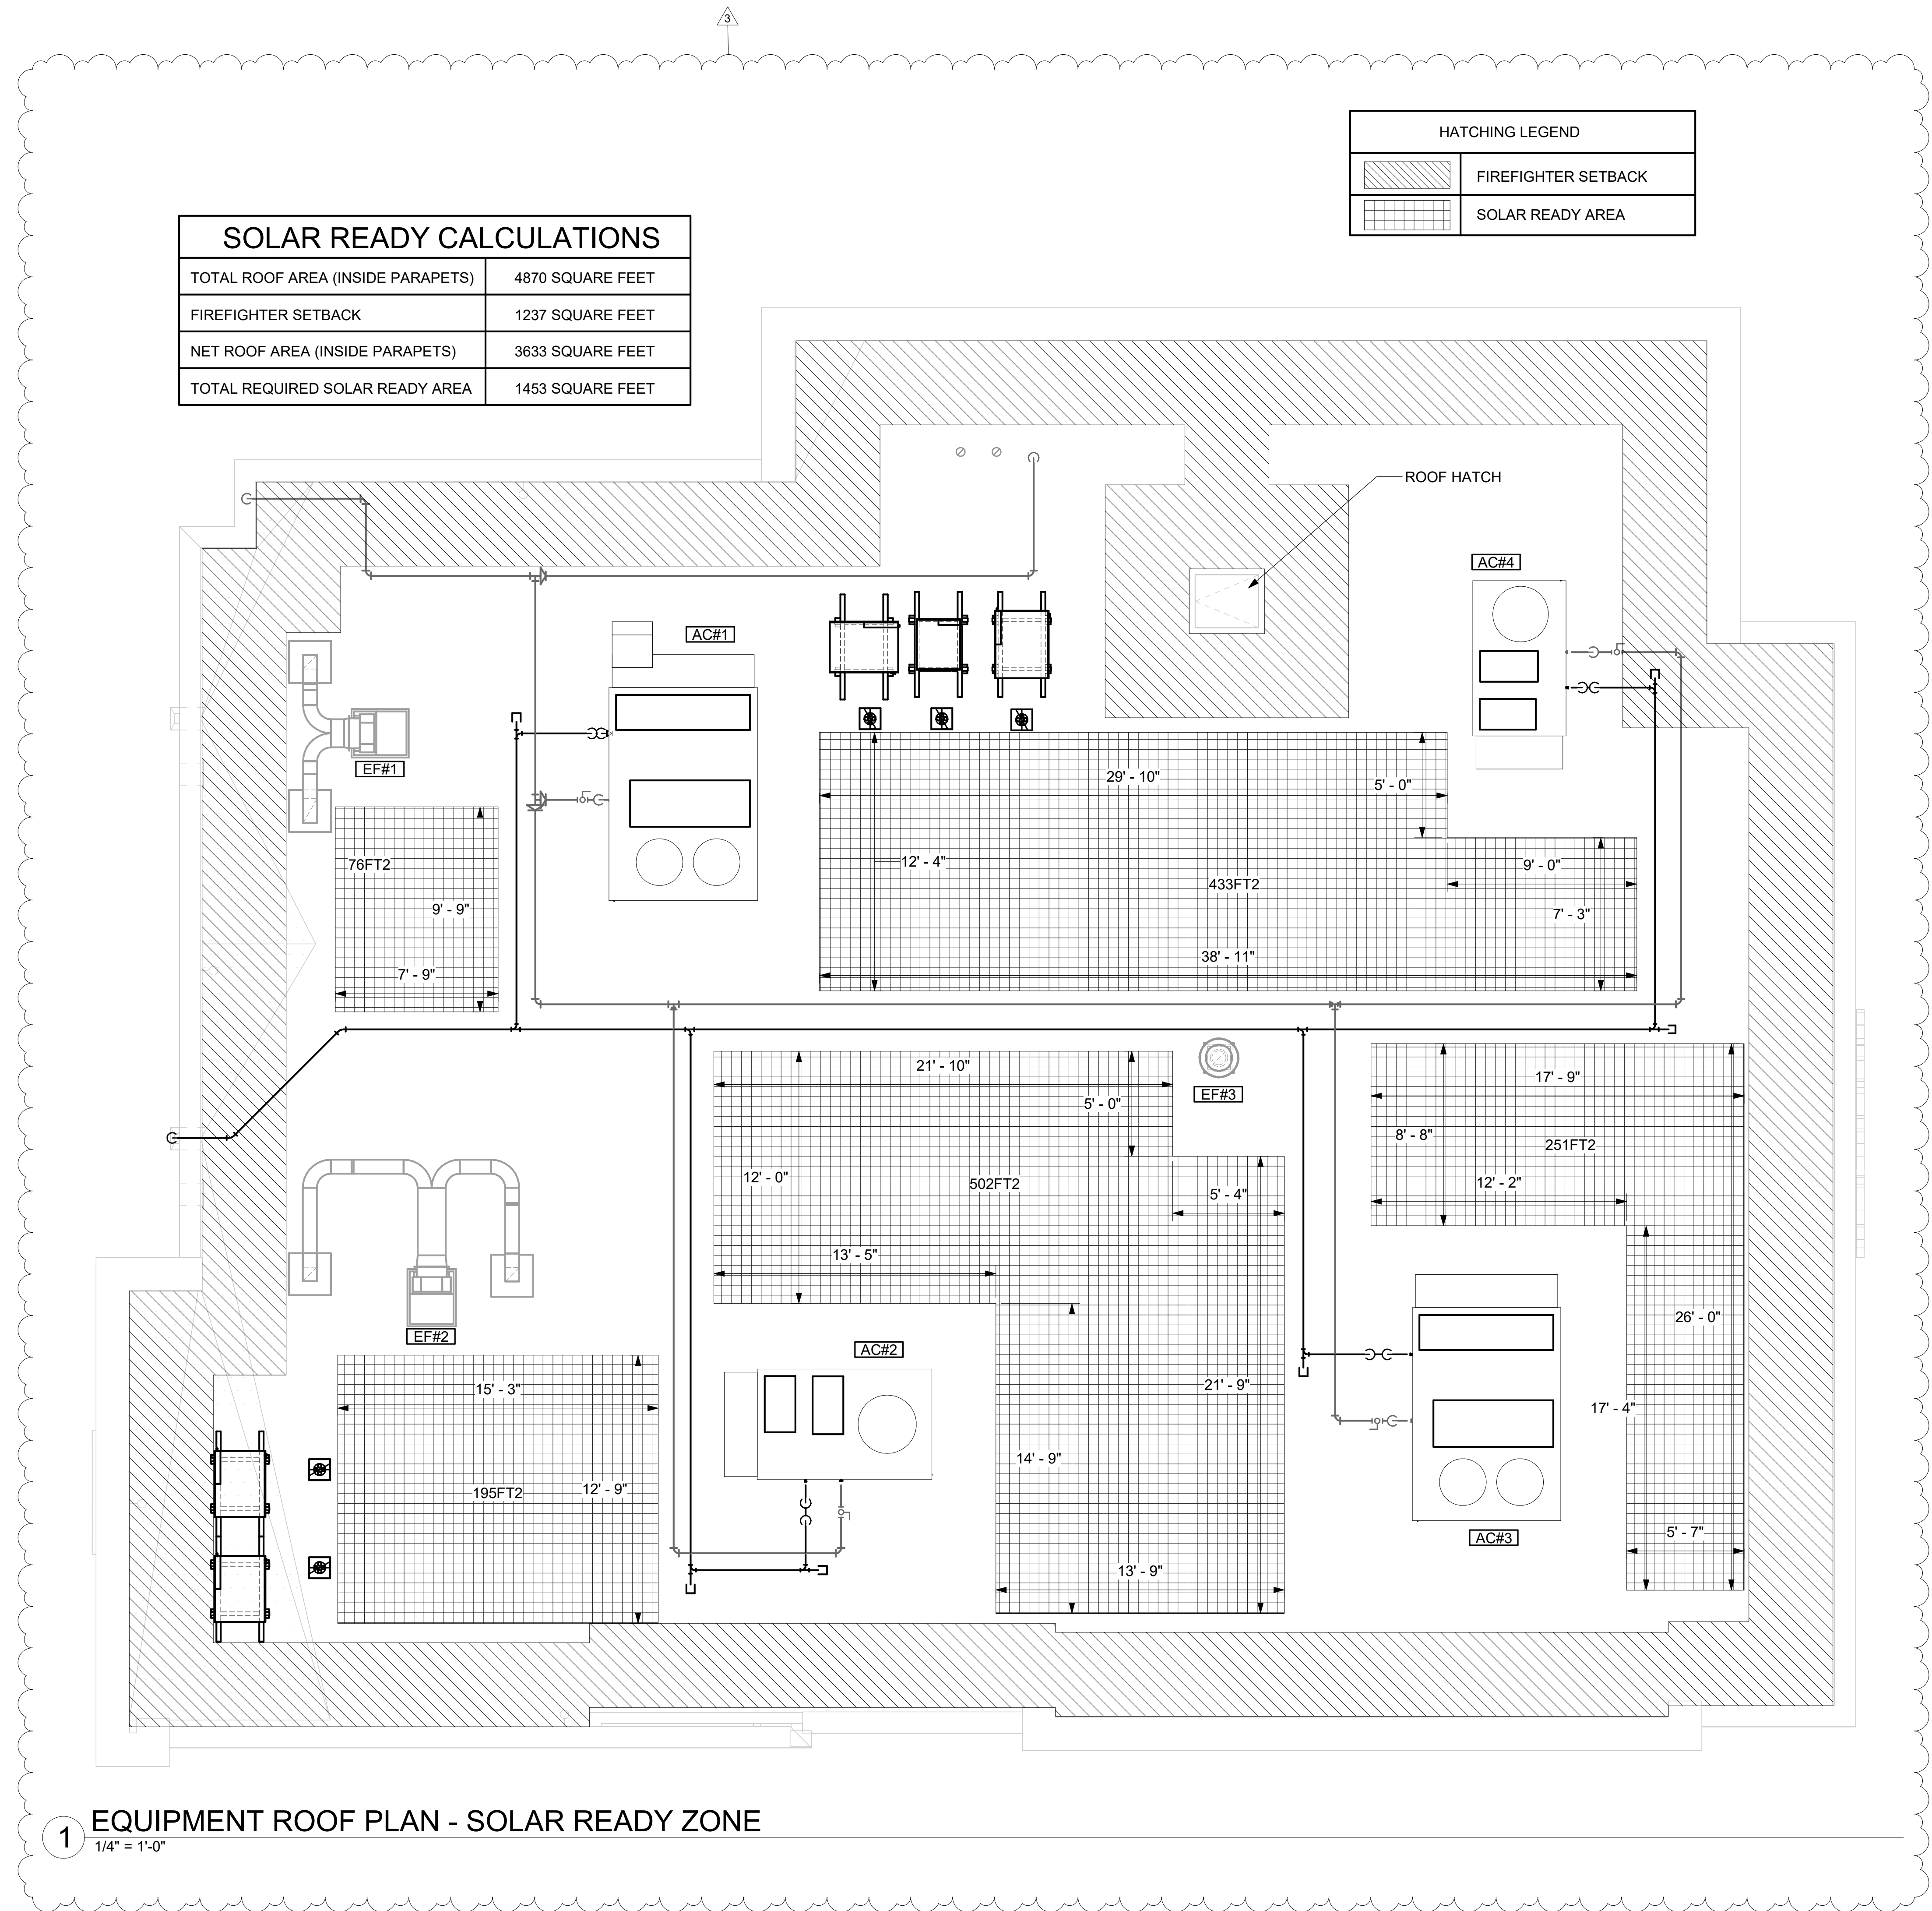 3
HATCHING LEGEND
FIREFIGHTER SETBACK
SOLAR READY AREA
SOLAR READY CALCULATIONS
TOTAL ROOF AREA (INSIDE PARAPETS) 4870 SQUARE FEET
FIREFIGHTER SETBACK 1237 SQUARE FEET
NET ROOF AREA (INSIDE PARAPETS) 3633 SQUARE FEET
TOTAL REQUIRED SOLAR READY AREA 1453 SQUARE FEET
ROOF HATCH
AC#4
AC#1
EF#1
29' - 10"
5' - 0"
76FT2
12' - 4"
9' - 0"
433FT2
9' - 9"
7' - 3"
38' - 11"
7' - 9"
21' - 10"
17' - 9"
EF#3
5' - 0"
8' - 8"
251FT2
12' - 0"
502FT2
12' - 2"
5' - 4"
13' - 5"
26' - 0"
EF#2
AC#2
15' - 3"
21' - 9"
17' - 4"
14' - 9"
195FT2
12' - 9"
5' - 7"
AC#3
13' - 9"
1
EQUIPMENT ROOF PLAN - SOLAR READY ZONE
1/4" = 1'-0"